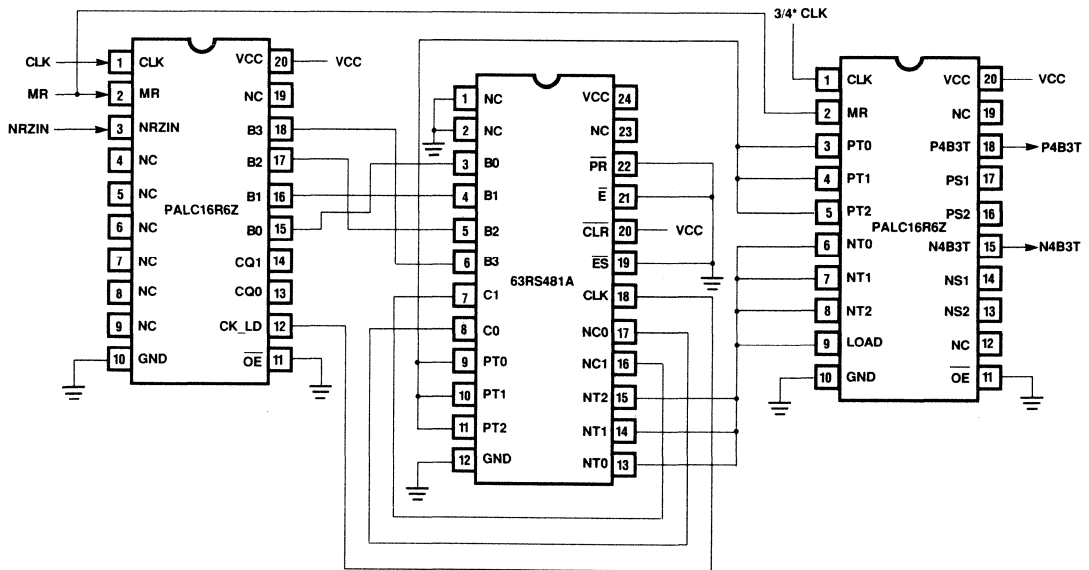 3/4* CLK
CLK
MR
NRZIN
1 CLK
2 MR
3 NRZIN
4 NC
5 NC
6 NC
7 NC
8 NC
9 NC
10 GND
PALC16R6Z
VCC 20
NC 19
B3 18
B2 17
B1 16
B0 15
CQ1 14
CQ0 13
CK_LD 12
OE 11
VCC
1 NC
2 NC
3 B0
4 B1
5 B2
6 B3
7 C1
8 C0
9 PT0
10 PT1
11 PT2
12 GND
63RS481A
VCC 24
NC 23
PR 22
E 21
CLR 20
ES 19
CLK 18
NC0 17
NC1 16
NT2 15
NT1 14
NT0 13
VCC
1 CLK
2 MR
3 PT0
4 PT1
5 PT2
6 NT0
7 NT1
8 NT2
9 LOAD
10 GND
PALC16R6Z
VCC 20
NC 19
P4B3T 18
PS1 17
PS2 16
N4B3T 15
NS1 14
NS2 13
NC 12
OE 11
VCC
P4B3T
N4B3T